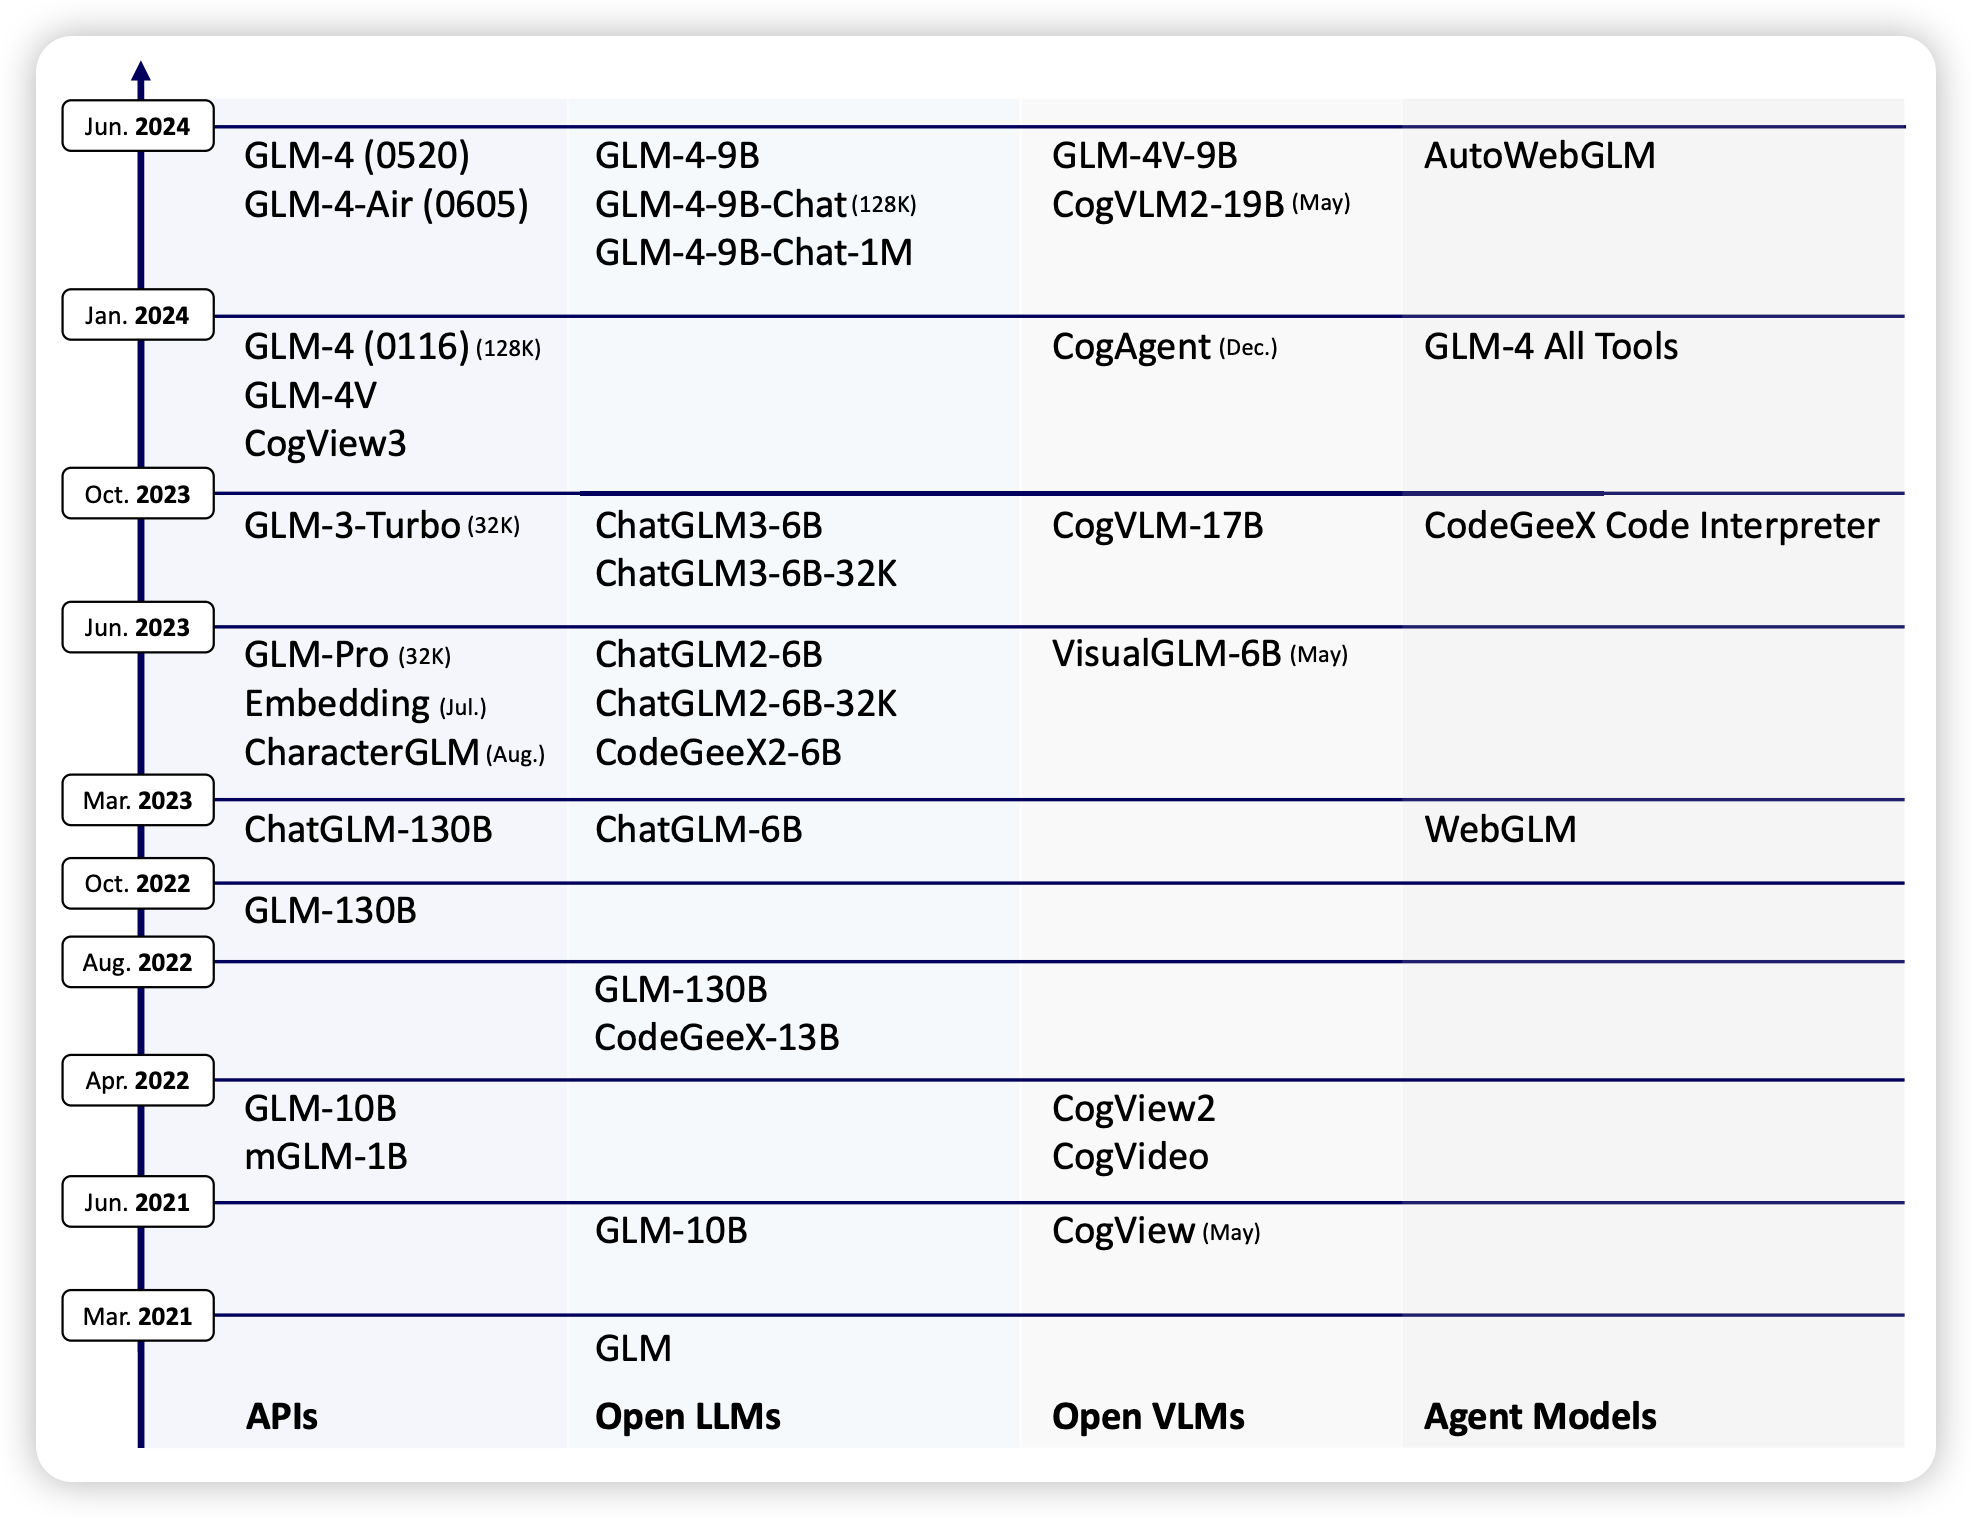 Jun. 2024
GLM-4 (0520) GLM-4-9B GLM-4V-9B AutoWebGLM
GLM-4-Air (0605) GLM-4-9B-Chat (128K) CogVLM2-19B (May)
GLM-4-9B-Chat-1M
Jan. 2024
GLM-4 (0116) (128K) CogAgent (Dec.) GLM-4 All Tools
GLM-4V
CogView3
Oct. 2023
GLM-3-Turbo (32K) ChatGLM3-6B CogVLM-17B CodeGeeX Code Interpreter
ChatGLM3-6B-32K
Jun. 2023
GLM-Pro (32K) ChatGLM2-6B VisualGLM-6B (May)
Embedding (Jul.) ChatGLM2-6B-32K
CharacterGLM (Aug.) CodeGeeX2-6B
Mar. 2023
ChatGLM-130B ChatGLM-6B WebGLM
Oct. 2022
GLM-130B
Aug. 2022
GLM-130B
CodeGeeX-13B
Apr. 2022
GLM-10B CogView2
mGLM-1B CogVideo
Jun. 2021
GLM-10B CogView (May)
Mar. 2021
GLM
APIs Open LLMs Open VLMs Agent Models